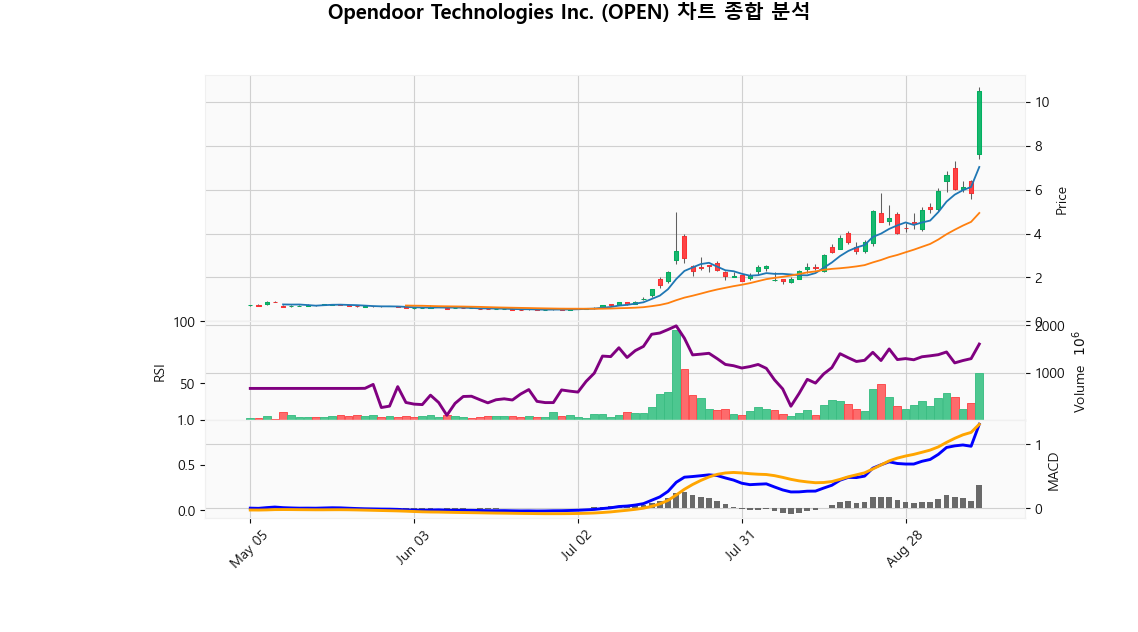 Opendoor Technologies Inc. (OPEN) 차트 종합 분석
10
8
6
4
2
0
Price
100
50
RSI
2000
1000
Volume 10^6
1.0
0.5
0.0
1
0
MACD
May 05
Jun 03
Jul 02
Jul 31
Aug 28